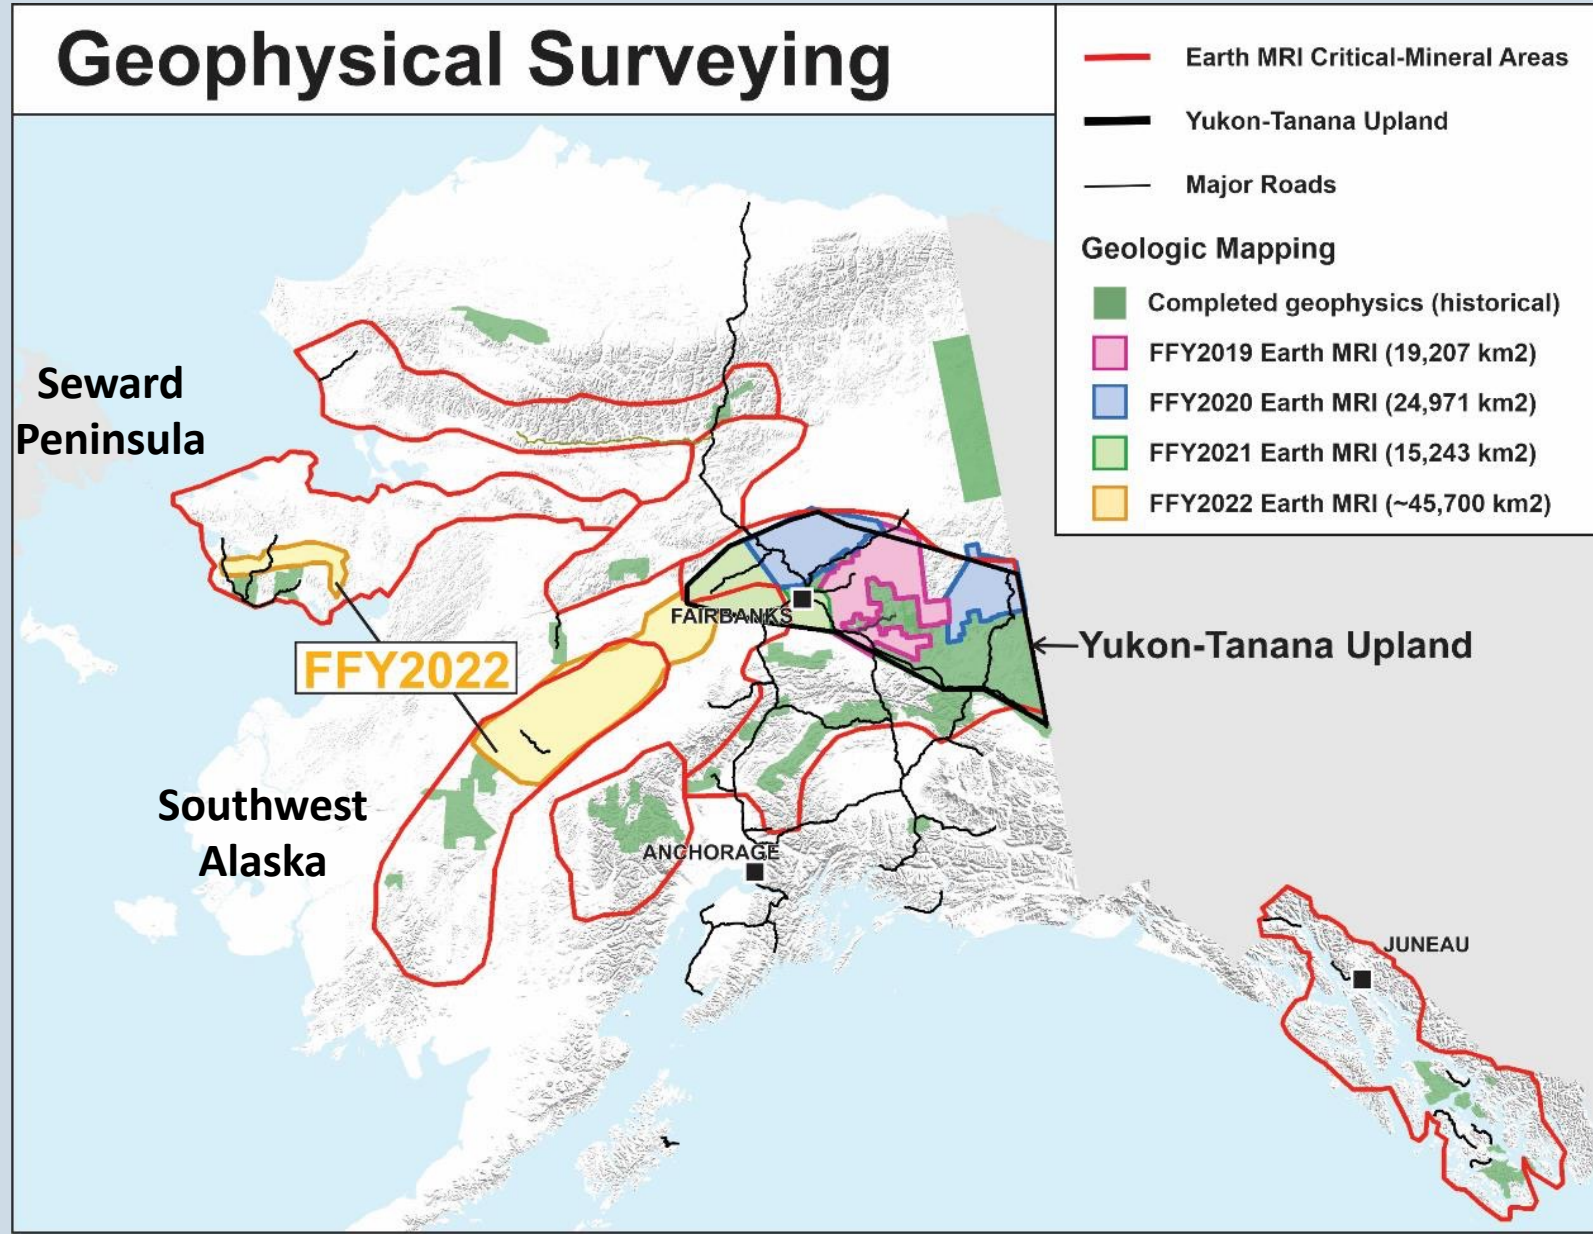 Geophysical Surveying
Earth MRI Critical-Mineral Areas
Yukon-Tanana Upland
Major Roads
Geologic Mapping
Completed geophysics (historical)
FFY2019 Earth MRI (19,207 km2)
FFY2020 Earth MRI (24,971 km2)
FFY2021 Earth MRI (15,243 km2)
FFY2022 Earth MRI (~45,700 km2)
Seward
Peninsula
FAIRBANKS
Yukon-Tanana Upland
FFY2022
Southwest
Alaska
ANCHORAGE
JUNEAU